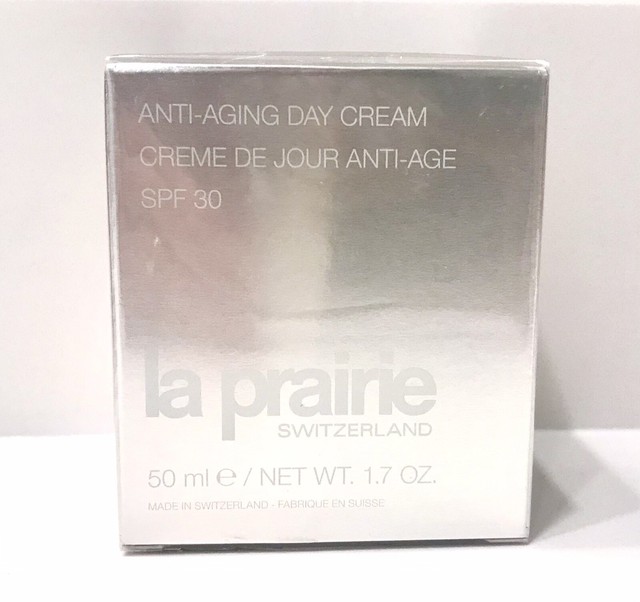 ANTI-AGING DAY CREAM
CREME DE JOUR ANTI-AGE
SPF 30
la prairie
SWITZERLAND
50 ml ℮ / NET WT. 1.7 OZ.
MADE IN SWITZERLAND - FABRIQUE EN SUISSE